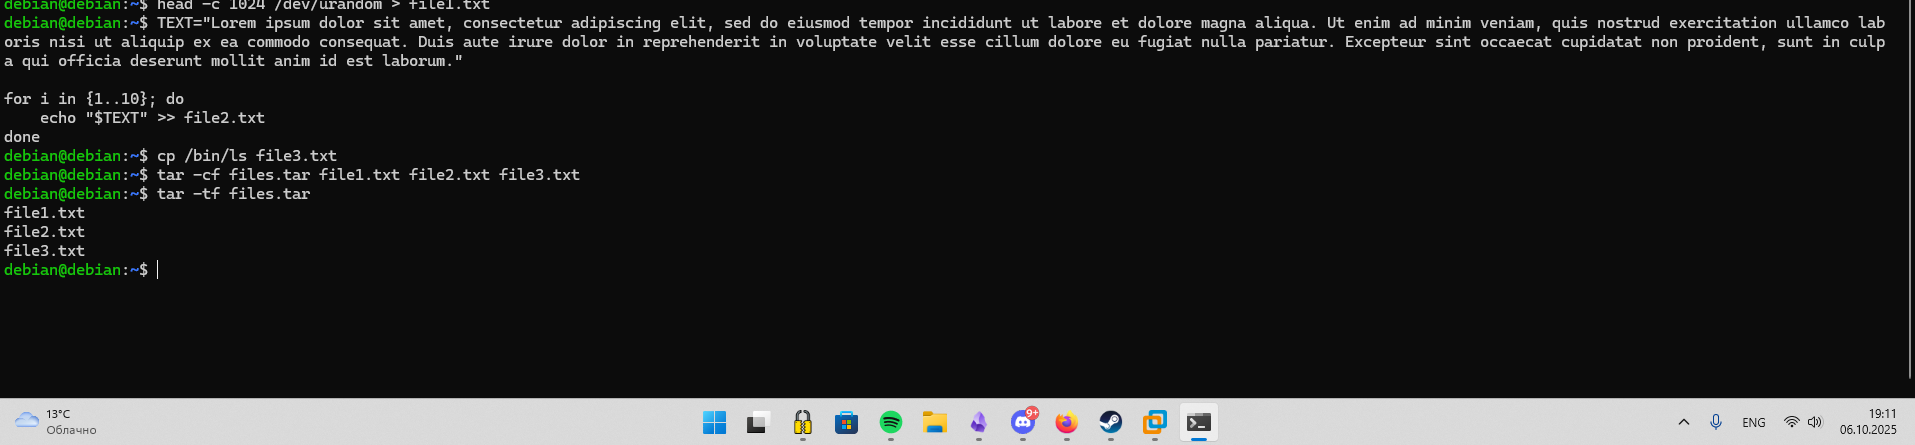 debian@debian:~$ head -c 1024 /dev/urandom > file1.txt
debian@debian:~$ TEXT="Lorem ipsum dolor sit amet, consectetur adipiscing elit, sed do eiusmod tempor incididunt ut labore et dolore magna aliqua. Ut enim ad minim veniam, quis nostrud exercitation ullamco lab
oris nisi ut aliquip ex ea commodo consequat. Duis aute irure dolor in reprehenderit in voluptate velit esse cillum dolore eu fugiat nulla pariatur. Excepteur sint occaecat cupidatat non proident, sunt in culp
a qui officia deserunt mollit anim id est laborum."
for i in {1..10}; do
    echo "$TEXT" >> file2.txt
done
debian@debian:~$ cp /bin/ls file3.txt
debian@debian:~$ tar -cf files.tar file1.txt file2.txt file3.txt
debian@debian:~$ tar -tf files.tar
file1.txt
file2.txt
file3.txt
debian@debian:~$
13°C
Облачно
9+
ENG
19:11
06.10.2025